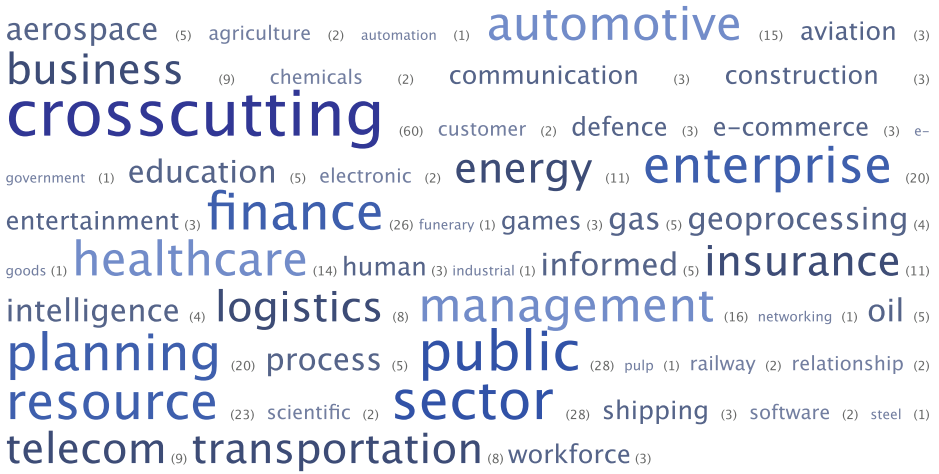 aerospace (5) agriculture (2) automation (1) automotive (15) aviation (3)
business (9) chemicals (2) communication (3) construction (3)
crosscutting (60) customer (2) defence (3) e-commerce (3) e-
government (1) education (5) electronic (2) energy (11) enterprise (20)
entertainment (3) finance (26) funerary (1) games (3) gas (5) geoprocessing (4)
goods (1) healthcare (14) human (3) industrial (1) informed (5) insurance (11)
intelligence (4) logistics (8) management (16) networking (1) oil (5)
planning (20) process (5) public (28) pulp (1) railway (2) relationship (2)
resource (23) scientific (2) sector (28) shipping (3) software (2) steel (1)
telecom (9) transportation (8) workforce (3)